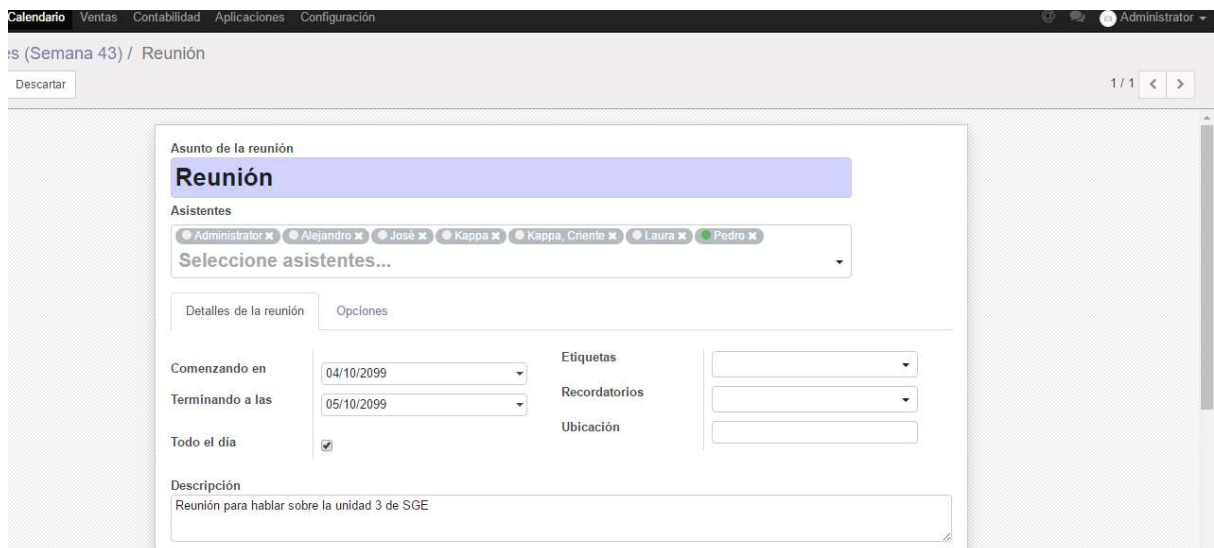 Calendario Ventas Contabilidad Aplicaciones Configuración @ Administrator
es (Semana 43) / Reunión
Descartar 1 / 1
Asunto de la reunión
Reunión
Asistentes
Administrator x Alejandro x José x Kappa x Kappa, Criente x Laura x Pedro x
Seleccione asistentes...
Detalles de la reunión Opciones
Comenzando en 04/10/2099
Terminando a las 05/10/2099
Todo el día
Etiquetas
Recordatorios
Ubicación
Descripción
Reunión para hablar sobre la unidad 3 de SGE